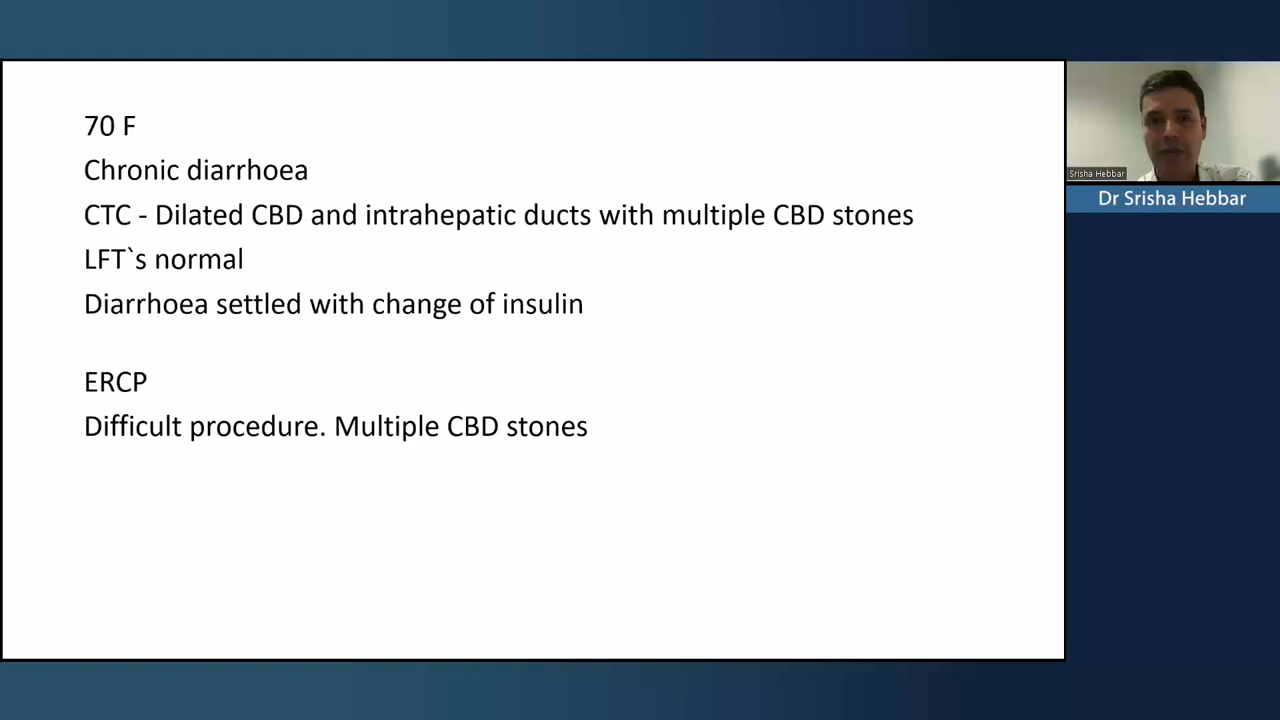 70 F
Chronic diarrhoea
CTC - Dilated CBD and intrahepatic ducts with multiple CBD stones
LFT`s normal
Diarrhoea settled with change of insulin
ERCP
Difficult procedure. Multiple CBD stones
Srisha Hebbar
Dr Srisha Hebbar